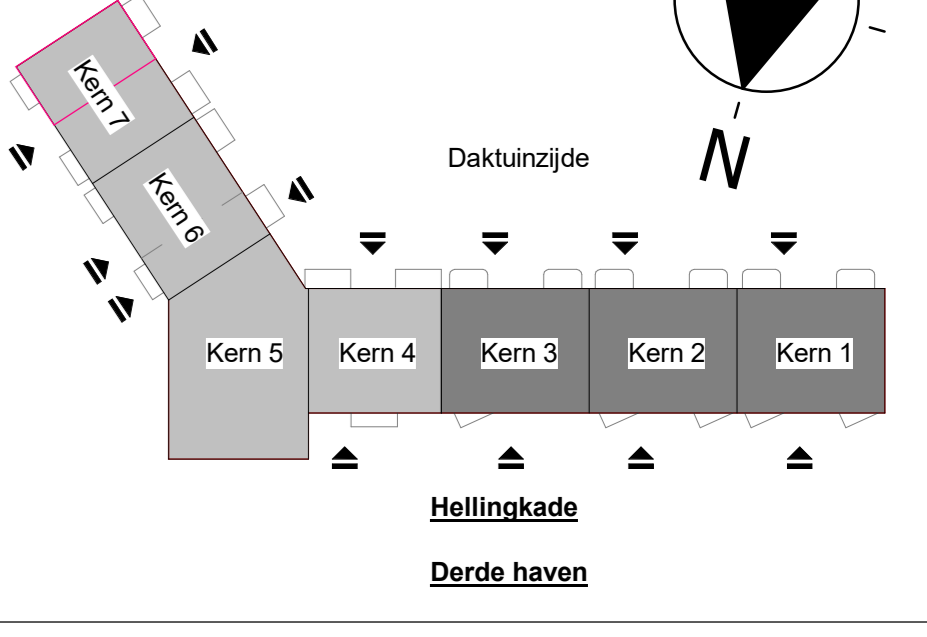 Kern 7
Daktuinzijde
N
Kern 6
Kern 5
Kern 4
Kern 3
Kern 2
Kern 1
Hellingkade
Derde haven